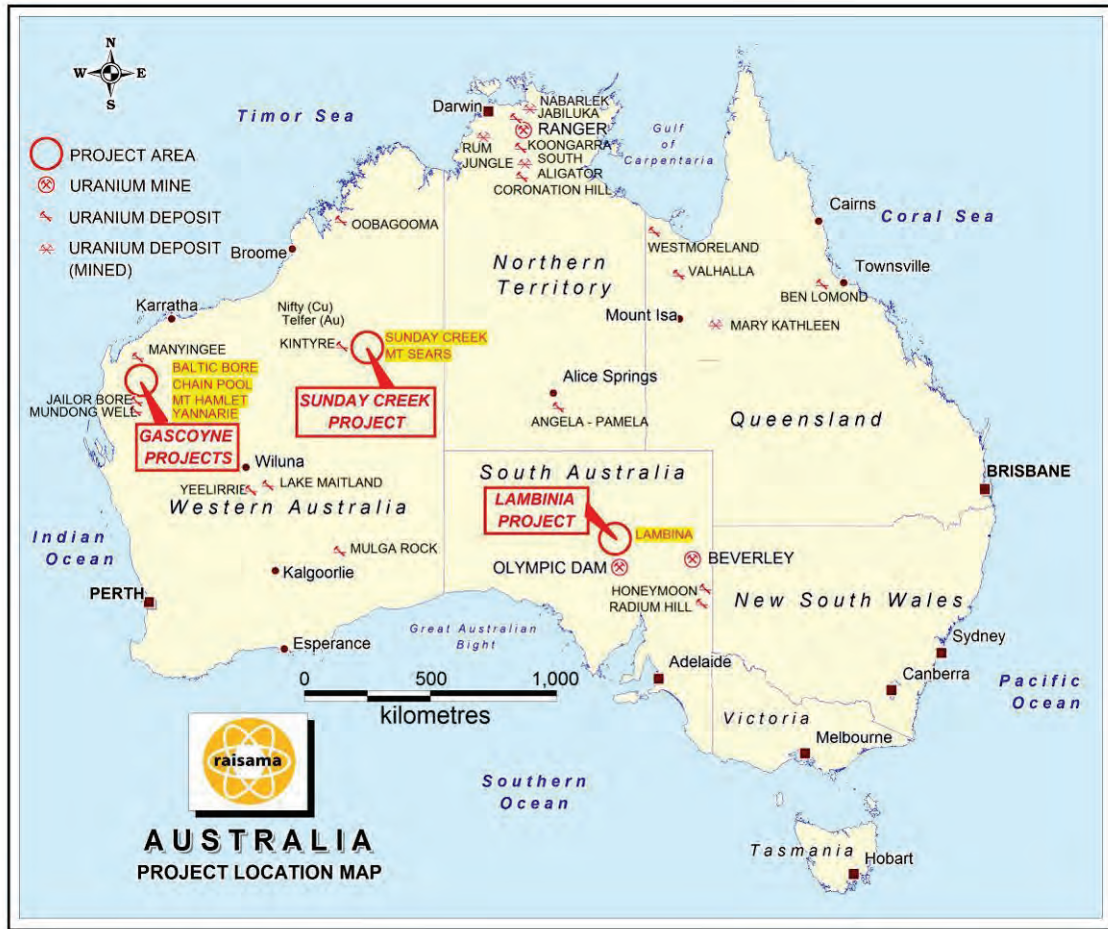 N
W E
S
PROJECT AREA
URANIUM MINE
URANIUM DEPOSIT
URANIUM DEPOSIT
(MINED)
Timor Sea
Darwin
NABARLEK
JABILUKA
RANGER
KOONGARRA
RUM
JUNGLE
SOUTH
ALIGATOR
CORONATION HILL
Gulf
of
Carpentaria
Cairns
Coral Sea
OOBAGOOMA
Broome
WESTMORELAND
Northern
Territory
VALHALLA
Townsville
BEN LOMOND
Karratha
Nifty (Cu)
Telfer (Au)
KINTYRE
SUNDAY CREEK
MT SEARS
Mount Isa
MARY KATHLEEN
MANYINGEE
BALTIC BORE
CHAIN POOL
MT HAMLET
YANNARIE
JAILOR BORE
MUNDONG WELL
SUNDAY CREEK
PROJECT
Alice Springs
ANGELA - PAMELA
Queensland
GASCOYNE
PROJECTS
Wiluna
LAKE MAITLAND
YEELIRRIE
Western Australia
South Australia
BRISBANE
LAMBINIA
PROJECT
LAMBINA
Indian
Ocean
MULGA ROCK
OLYMPIC DAM
BEVERLEY
Kalgoorlie
HONEYMOON
RADIUM HILL
New South Wales
PERTH
Great Australian
Bight
Esperance
Sydney
Adelaide
Canberra
Pacific
Ocean
0 500 1,000
kilometres
Victoria
Melbourne
raisama
Southern
Ocean
AUSTRALIA
PROJECT LOCATION MAP
Tasmania
Hobart